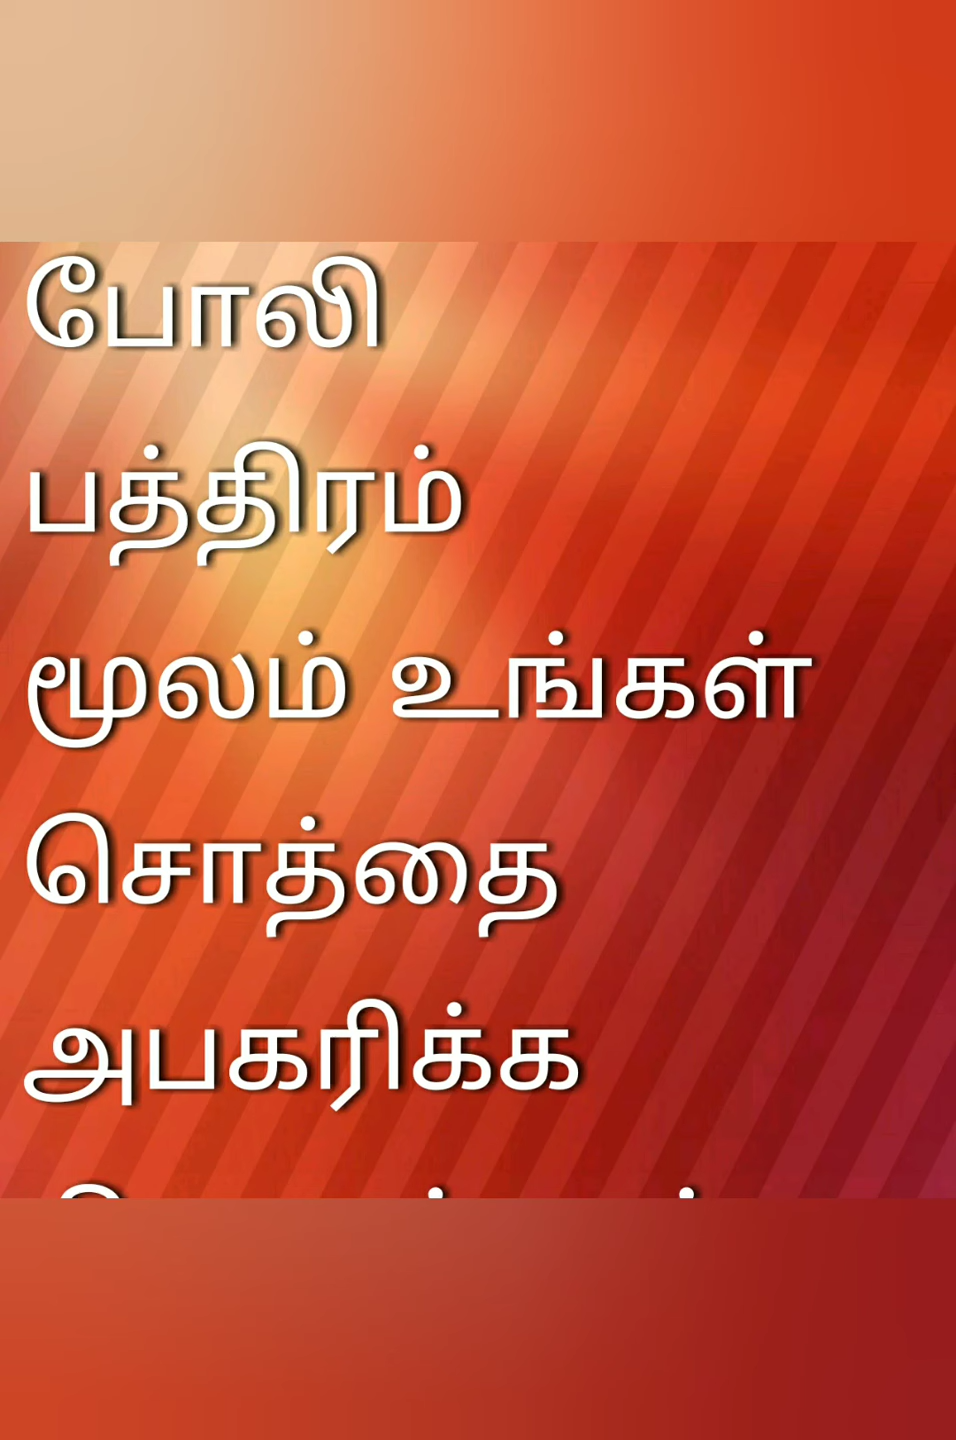 போலி
பத்திரம்
மூலம் உங்கள்
சொத்தை
அபகரிக்க